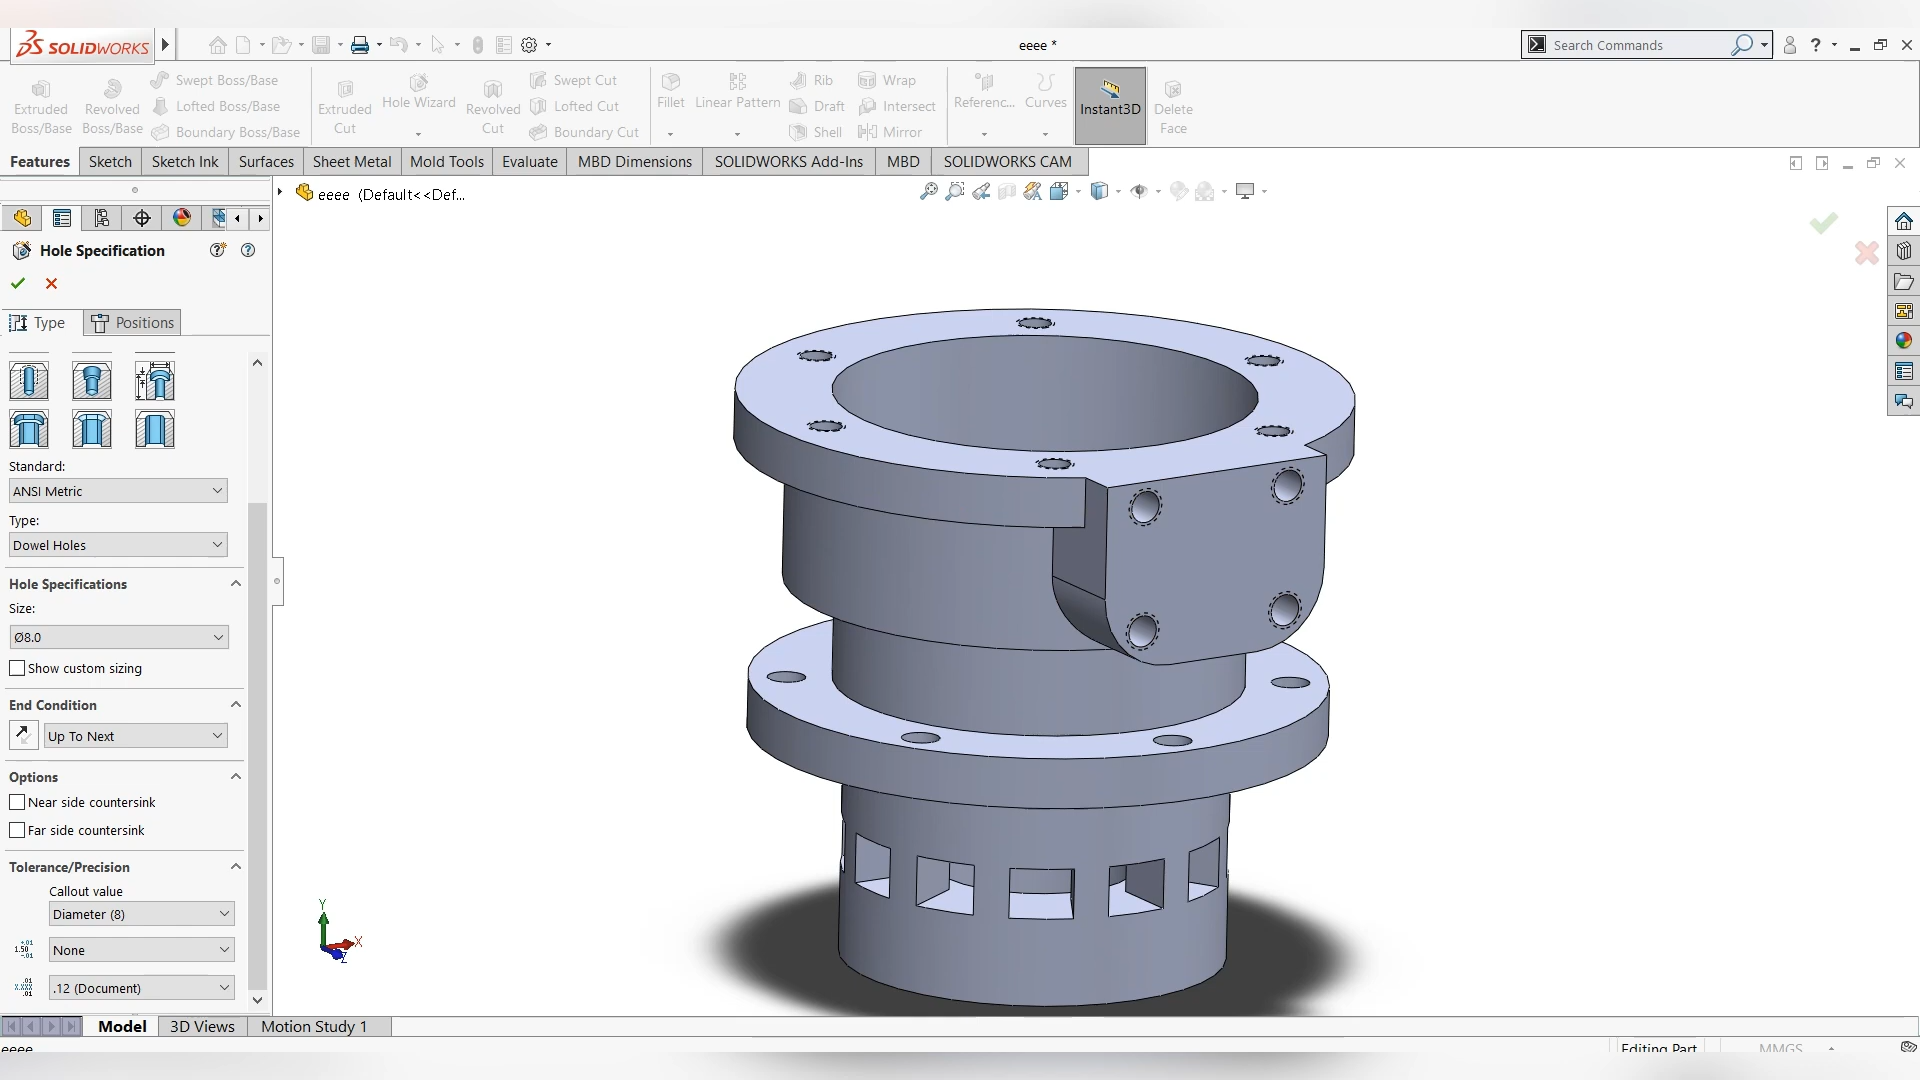 SOLIDWORKS
eeee *
Search Commands
?
Extruded Boss/Base
Revolved Boss/Base
Swept Boss/Base
Lofted Boss/Base
Boundary Boss/Base
Extruded Cut
Hole Wizard
Revolved Cut
Swept Cut
Lofted Cut
Boundary Cut
Fillet
Linear Pattern
Rib
Draft
Shell
Wrap
Intersect
Mirror
Referenc...
Curves
Instant3D
Delete Face
Features
Sketch
Sketch Ink
Surfaces
Sheet Metal
Mold Tools
Evaluate
MBD Dimensions
SOLIDWORKS Add-Ins
MBD
SOLIDWORKS CAM
eeee (Default<<Def...
Hole Specification
Type
Positions
Standard:
ANSI Metric
Type:
Dowel Holes
Hole Specifications
Size:
Ø8.0
Show custom sizing
End Condition
Up To Next
Options
Near side countersink
Far side countersink
Tolerance/Precision
Callout value
Diameter (8)
None
.12 (Document)
Y
X
Z
Model
3D Views
Motion Study 1
eeee
Editing Part
MMGS